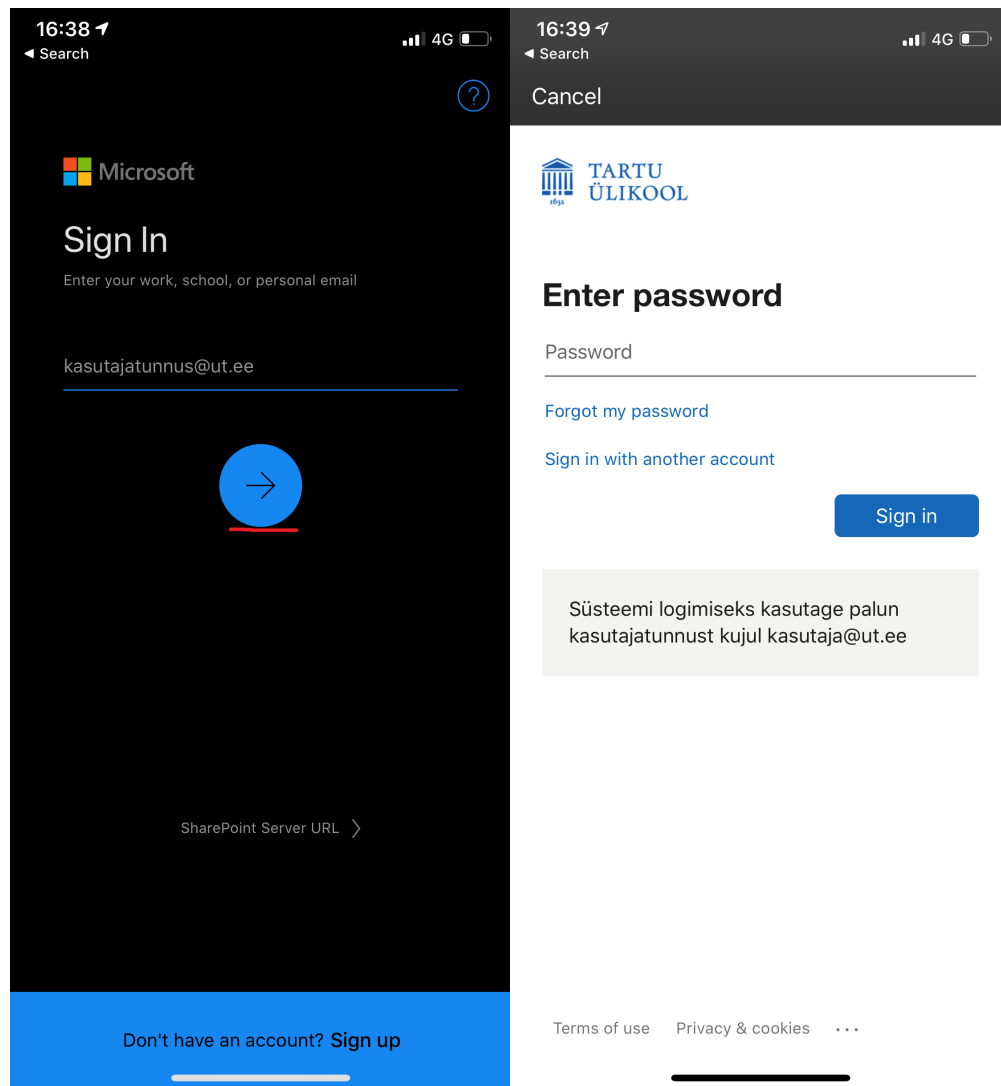 16:38
4G
◀ Search
?
Microsoft
Sign In
Enter your work, school, or personal email
kasutajatunnus@ut.ee
SharePoint Server URL
Don't have an account? Sign up
16:39
4G
◀ Search
Cancel
TARTU
ÜLIKOOL
1632
Enter password
Password
Forgot my password
Sign in with another account
Sign in
Süsteemi logimiseks kasutage palun
kasutajatunnust kujul kasutaja@ut.ee
Terms of use Privacy & cookies ...